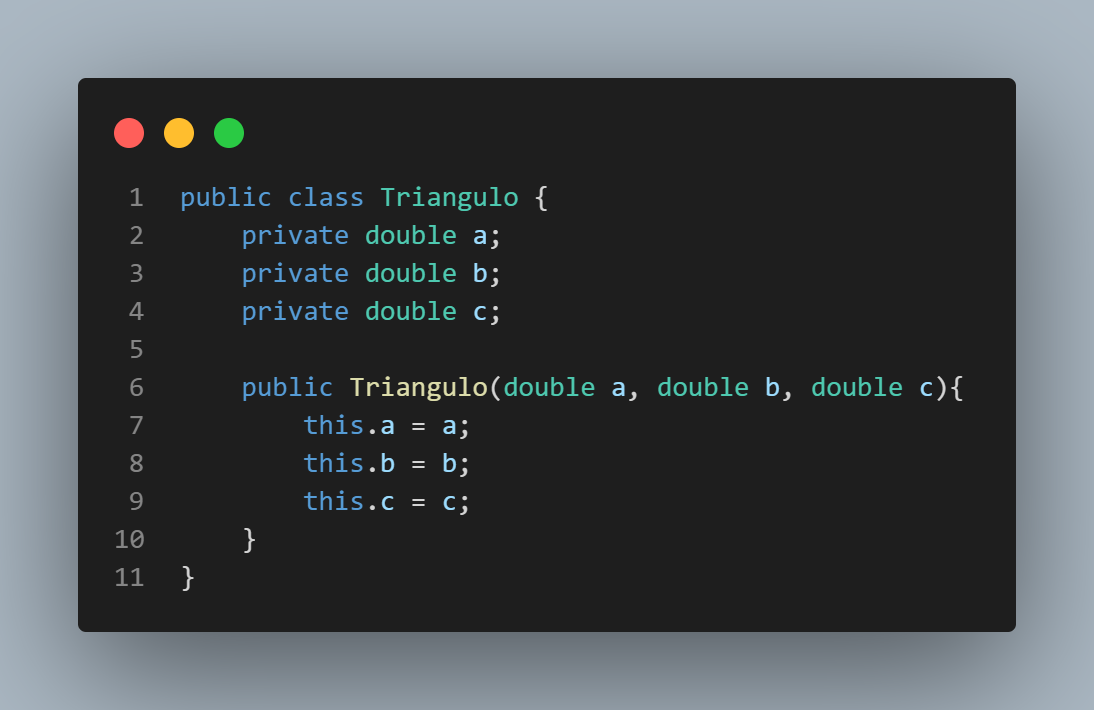 1 public class Triangulo {
2     private double a;
3     private double b;
4     private double c;
5
6     public Triangulo(double a, double b, double c){
7         this.a = a;
8         this.b = b;
9         this.c = c;
10     }
11 }